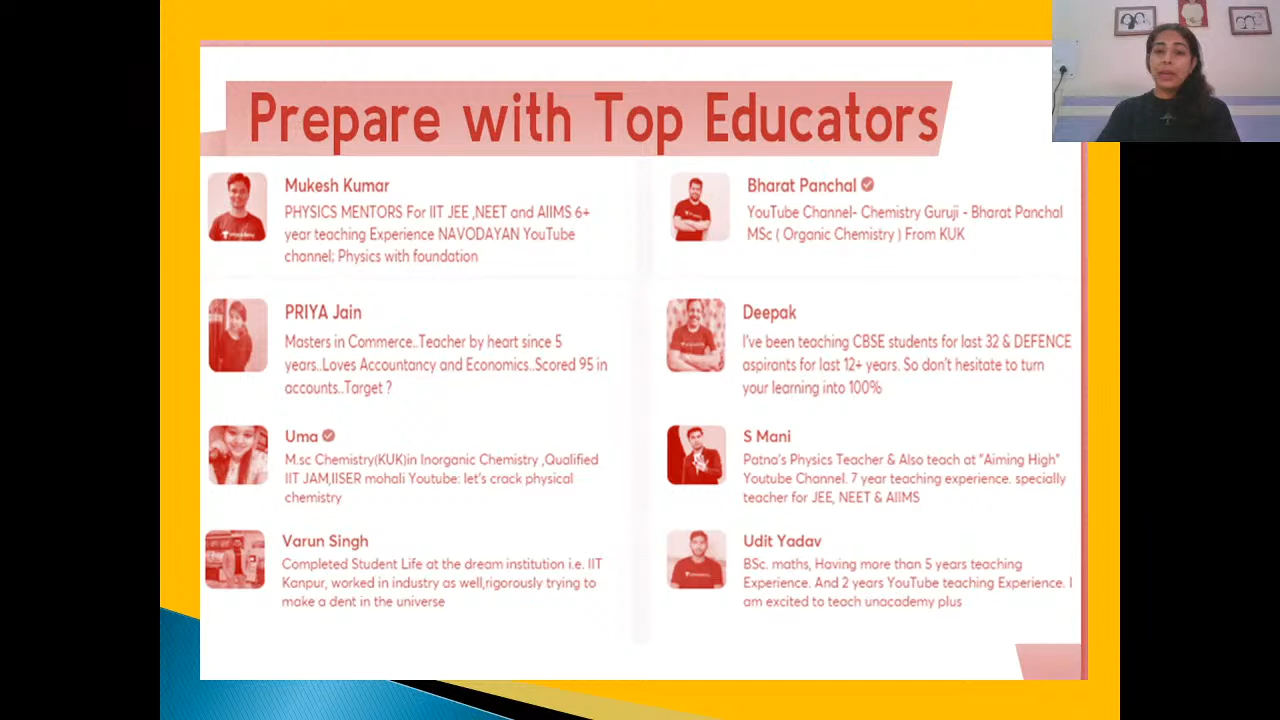 Prepare with Top Educators
Mukesh Kumar
PHYSICS MENTORS For IIT JEE ,NEET and AIIMS 6+
year teaching Experience NAVODAYAN YouTube
channel; Physics with foundation
Bharat Panchal
YouTube Channel- Chemistry Guruji - Bharat Panchal
MSc ( Organic Chemistry ) From KUK
PRIYA Jain
Masters in Commerce..Teacher by heart since 5
years..Loves Accountancy and Economics..Scored 95 in
accounts..Target ?
Deepak
I've been teaching CBSE students for last 32 & DEFENCE
aspirants for last 12+ years. So don't hesitate to turn
your learning into 100%
Uma
M.sc Chemistry(KUK)in Inorganic Chemistry ,Qualified
IIT JAM,IISER mohali Youtube: let's crack physical
chemistry
S Mani
Patna's Physics Teacher & Also teach at "Aiming High"
Youtube Channel. 7 year teaching experience. specially
teacher for JEE, NEET & AIIMS
Varun Singh
Completed Student Life at the dream institution i.e. IIT
Kanpur, worked in industry as well,rigorously trying to
make a dent in the universe
Udit Yadav
BSc. maths, Having more than 5 years teaching
Experience. And 2 years YouTube teaching Experience. I
am excited to teach unacademy plus